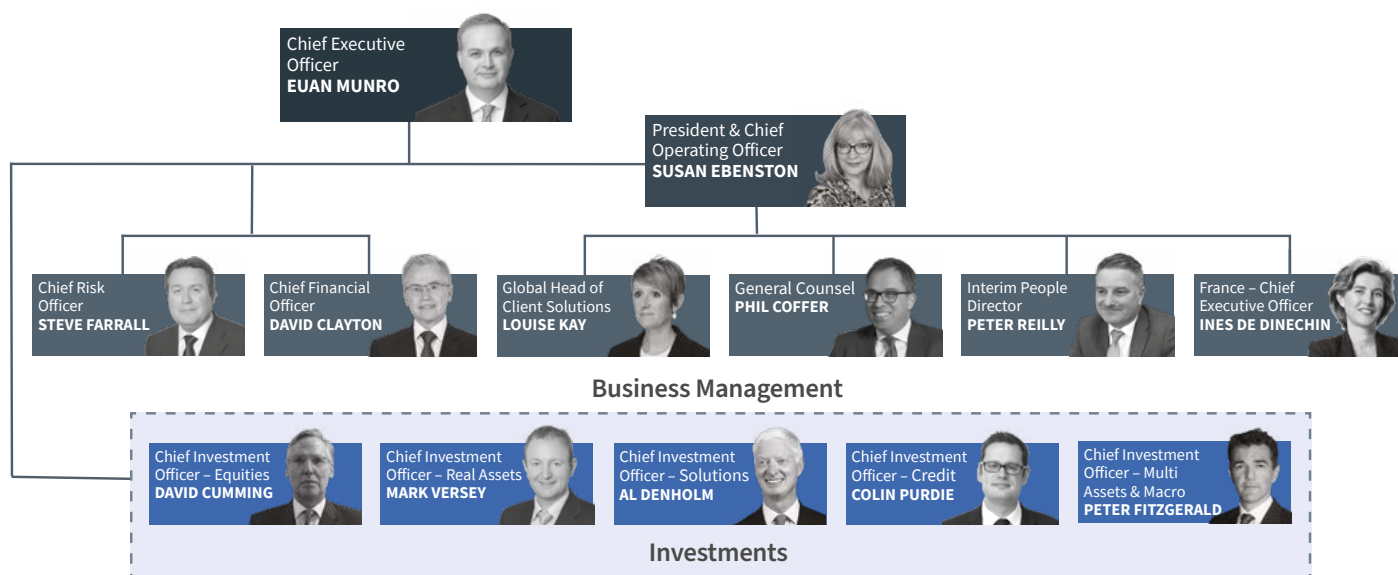 Chief Executive
Officer
EUAN MUNRO
President & Chief
Operating Officer
SUSAN EBENSTON
Chief Risk
Officer
STEVE FARRALL
Chief Financial
Officer
DAVID CLAYTON
Global Head of
Client Solutions
LOUISE KAY
General Counsel
PHIL COFFER
Interim People
Director
PETER REILLY
France – Chief
Executive Officer
INES DE DINECHIN
Business Management
Chief Investment
Officer – Equities
DAVID CUMMING
Chief Investment
Officer – Real Assets
MARK VERSEY
Chief Investment
Officer – Solutions
AL DENHOLM
Chief Investment
Officer – Credit
COLIN PURDIE
Chief Investment
Officer – Multi
Assets & Macro
PETER FITZGERALD
Investments